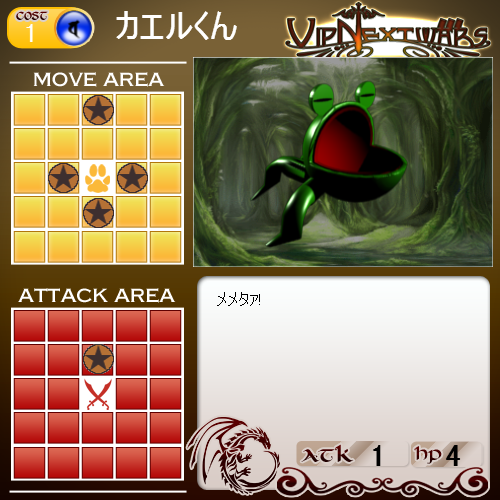 COST
1
カエルくん
VIPNEXTWARS
MOVE AREA
ATTACK AREA
メメタァ!
ATK 1
HP 4